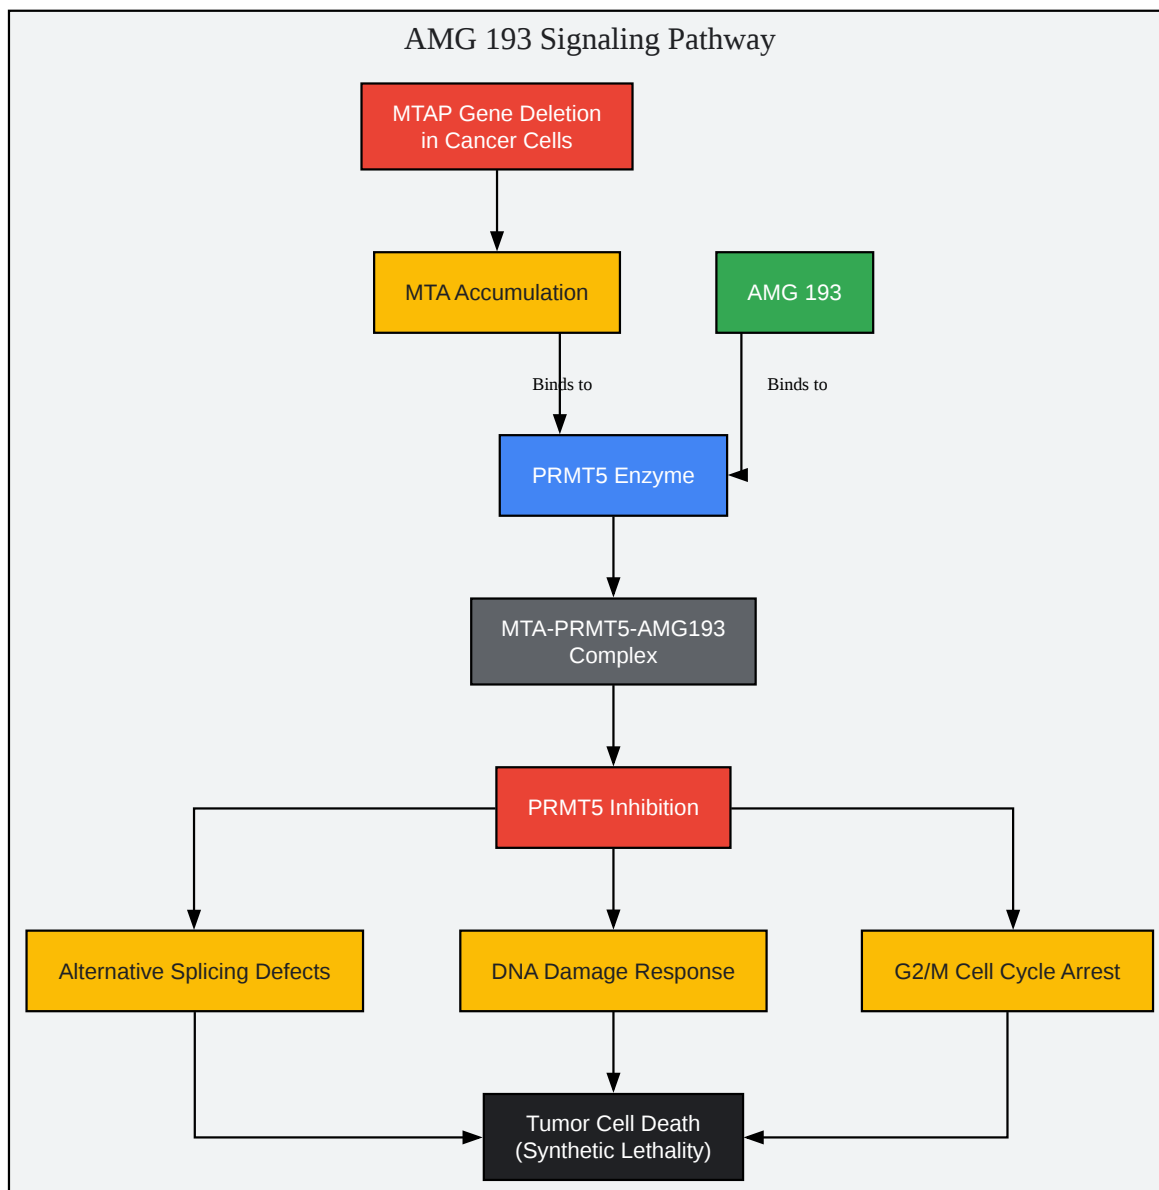 AMG 193 Signaling Pathway
MTAP Gene Deletion
in Cancer Cells
MTA Accumulation
AMG 193
Binds to
Binds to
PRMT5 Enzyme
MTA-PRMT5-AMG193
Complex
PRMT5 Inhibition
Alternative Splicing Defects
DNA Damage Response
G2/M Cell Cycle Arrest
Tumor Cell Death
(Synthetic Lethality)